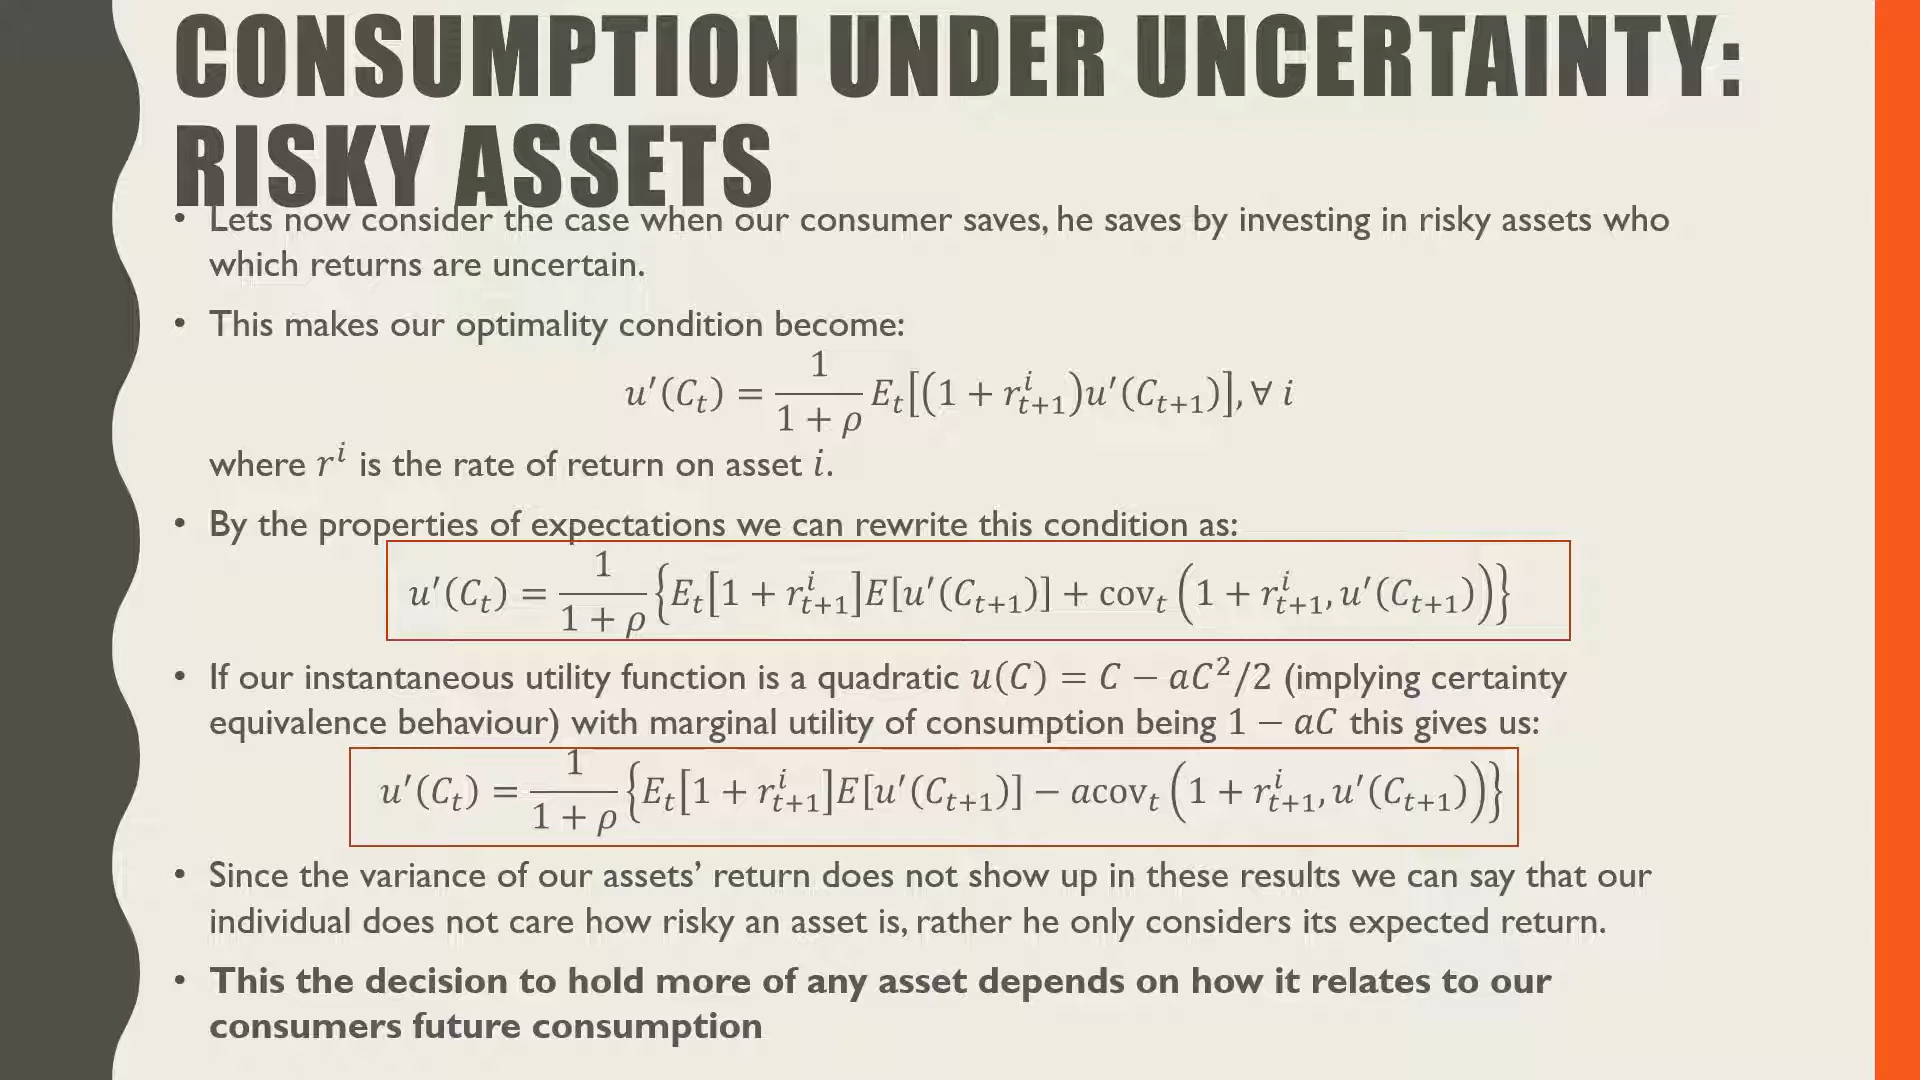 CONSUMPTION UNDER UNCERTAINTY:
RISKY ASSETS
• Lets now consider the case when our consumer saves, he saves by investing in risky assets who
which returns are uncertain.
• This makes our optimality condition become:
u′(C_t) = 1/(1 + ρ) E_t[(1 + r^i_{t+1})u′(C_{t+1})], ∀ i
where r^i is the rate of return on asset i.
• By the properties of expectations we can rewrite this condition as:
u′(C_t) = 1/(1 + ρ) {E_t[1 + r^i_{t+1}]E[u′(C_{t+1})] + cov_t(1 + r^i_{t+1}, u′(C_{t+1}))}
• If our instantaneous utility function is a quadratic u(C) = C − aC²/2 (implying certainty
equivalence behaviour) with marginal utility of consumption being 1 − aC this gives us:
u′(C_t) = 1/(1 + ρ) {E_t[1 + r^i_{t+1}]E[u′(C_{t+1})] − acov_t(1 + r^i_{t+1}, u′(C_{t+1}))}
• Since the variance of our assets’ return does not show up in these results we can say that our
individual does not care how risky an asset is, rather he only considers its expected return.
• This the decision to hold more of any asset depends on how it relates to our
consumers future consumption